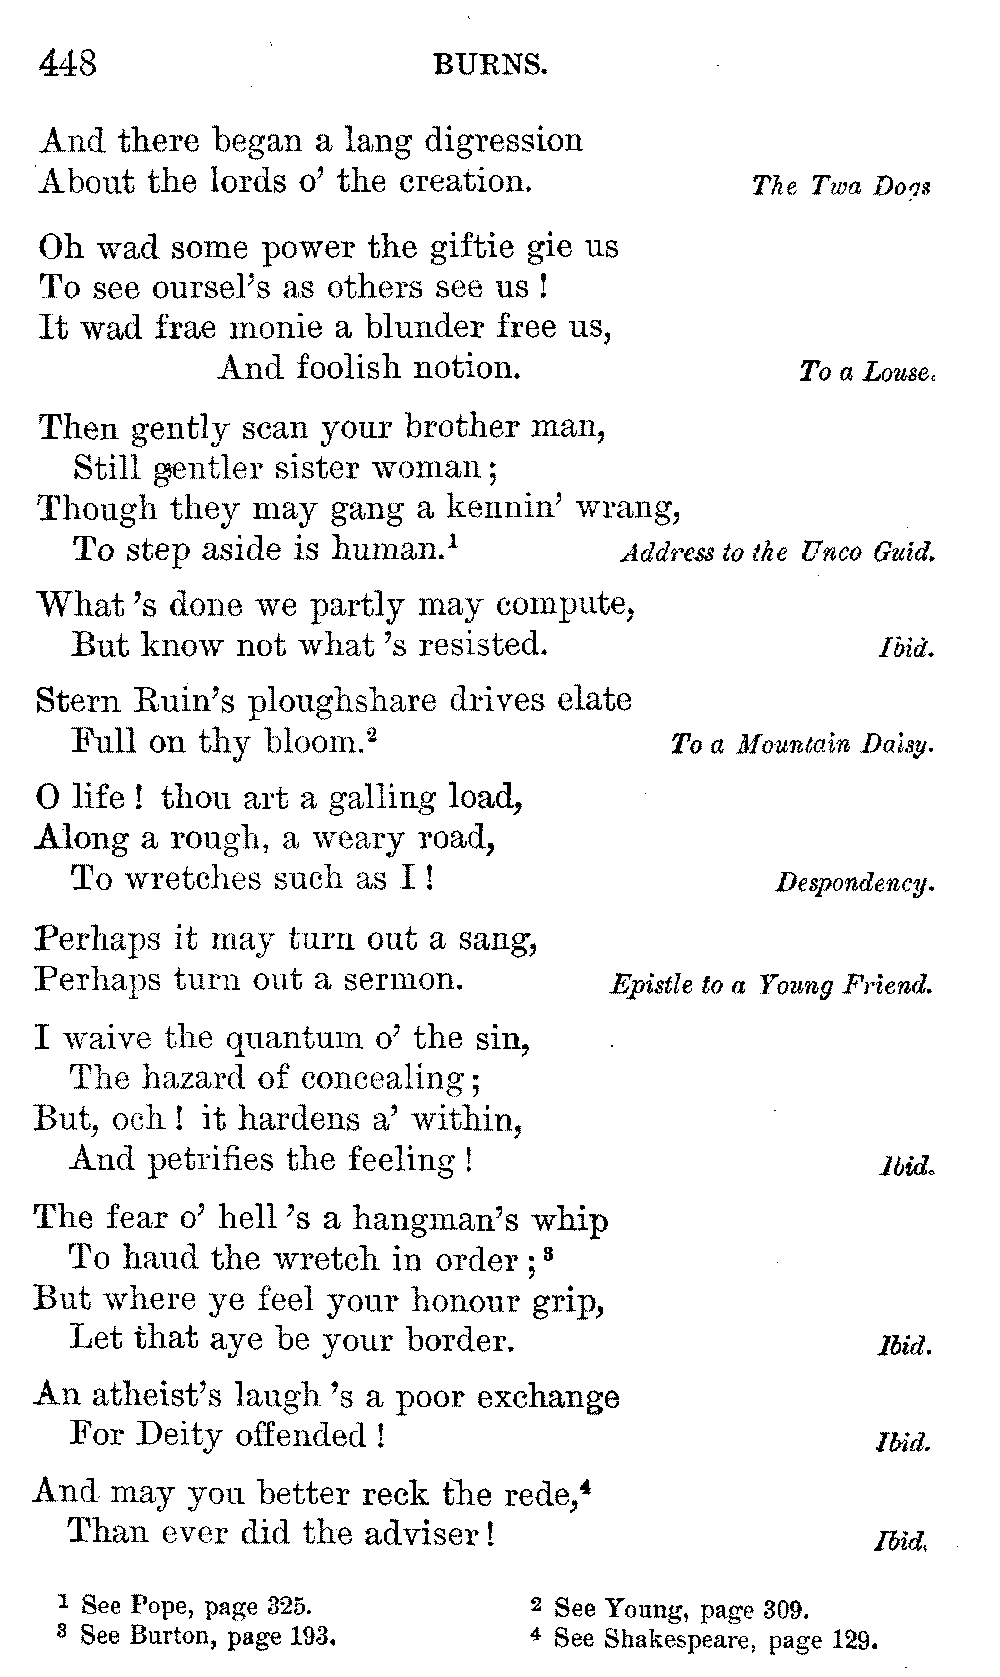 448 BURNS.
And there began a lang digression
About the lords o' the creation. The Twa Dogs
Oh wad some power the giftie gie us
To see oursel's as others see us !
It wad frae monie a blunder free us,
And foolish notion. To a Louse.
Then gently scan your brother man,
Still gentler sister woman ;
Though they may gang a kennin' wrang,
To step aside is human.¹ Address to the Unco Guid.
What 's done we partly may compute,
But know not what 's resisted. Ibid.
Stern Ruin's ploughshare drives elate
Full on thy bloom.² To a Mountain Daisy.
O life ! thou art a galling load,
Along a rough, a weary road,
To wretches such as I ! Despondency.
Perhaps it may turn out a sang,
Perhaps turn out a sermon. Epistle to a Young Friend.
I waive the quantum o' the sin,
The hazard of concealing ;
But, och ! it hardens a' within,
And petrifies the feeling ! Ibid.
The fear o' hell 's a hangman's whip
To haud the wretch in order ;³
But where ye feel your honour grip,
Let that aye be your border. Ibid.
An atheist's laugh 's a poor exchange
For Deity offended ! Ibid.
And may you better reck the rede,⁴
Than ever did the adviser ! Ibid.
¹ See Pope, page 325. ² See Young, page 309.
³ See Burton, page 193. ⁴ See Shakespeare, page 129.